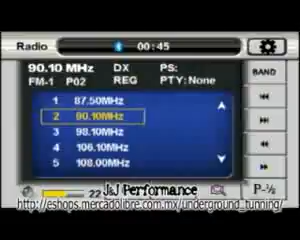 Radio 00:45
90.10 MHz DX PS:
FM-1 P02 REG PTY:None
BAND
1 87.50MHz
2 90.10MHz
3 98.10MHz
4 106.10MHz
5 108.00MHz
22 J&J Performance P-½
http://eshops.mercadolibre.com.mx/underground_tunning/